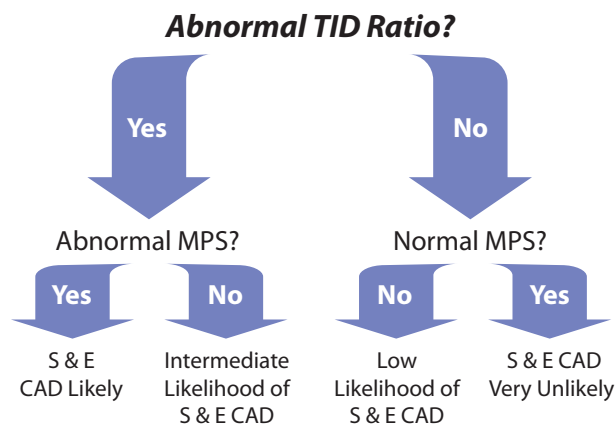 Abnormal TID Ratio?
Yes
No
Abnormal MPS?
Normal MPS?
Yes
No
No
Yes
S & E
CAD Likely
Intermediate
Likelihood of
S & E CAD
Low
Likelihood of
S & E CAD
S & E CAD
Very Unlikely